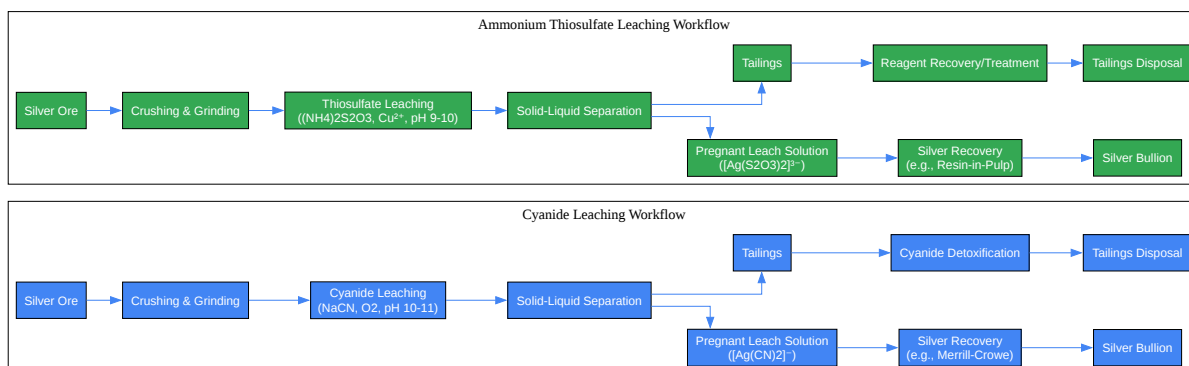 Ammonium Thiosulfate Leaching Workflow
Tailings
Reagent Recovery/Treatment
Tailings Disposal
Silver Ore
Crushing & Grinding
Thiosulfate Leaching
((NH4)2S2O3, Cu²⁺, pH 9-10)
Solid-Liquid Separation
Pregnant Leach Solution
([Ag(S2O3)2]³⁻)
Silver Recovery
(e.g., Resin-in-Pulp)
Silver Bullion
Cyanide Leaching Workflow
Tailings
Cyanide Detoxification
Tailings Disposal
Silver Ore
Crushing & Grinding
Cyanide Leaching
(NaCN, O2, pH 10-11)
Solid-Liquid Separation
Pregnant Leach Solution
([Ag(CN)2]⁻)
Silver Recovery
(e.g., Merrill-Crowe)
Silver Bullion